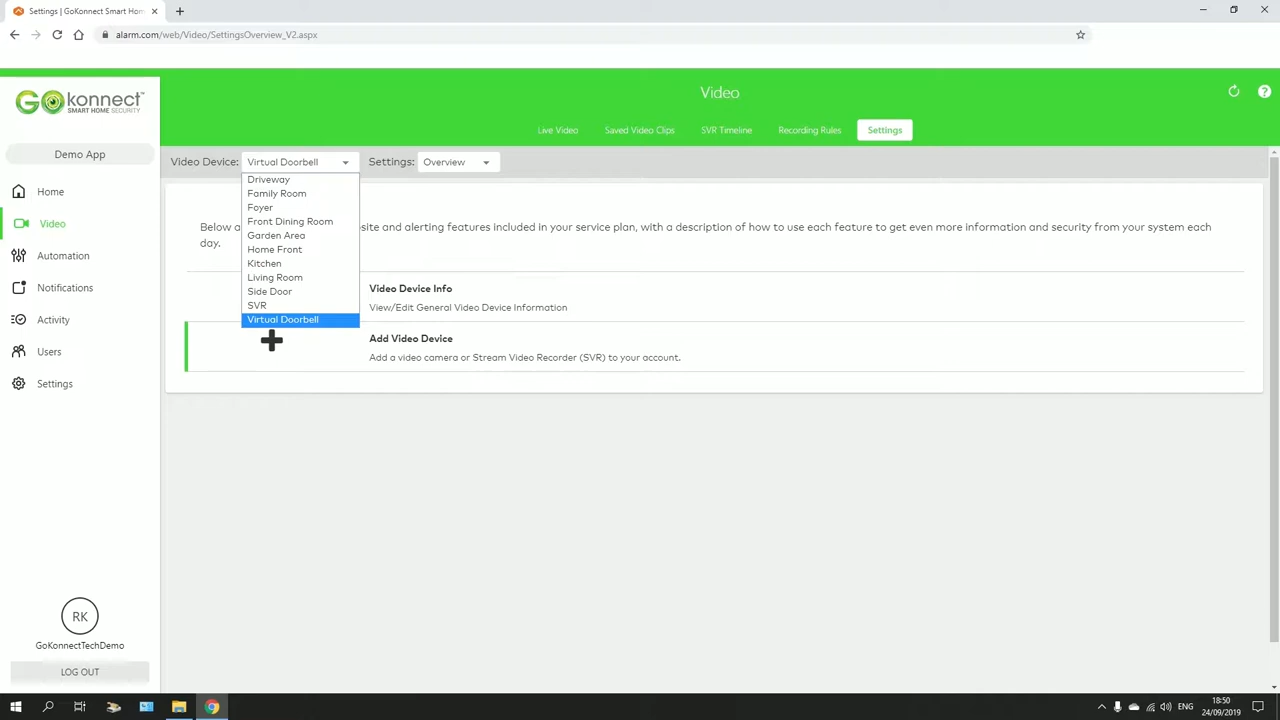 Settings | GoKonnect Smart Hom
alarm.com/web/Video/SettingsOverview_V2.aspx
GOkonnect™
SMART HOME SECURITY
Demo App
Home
Video
Automation
Notifications
Activity
Users
Settings
RK
GoKonnectTechDemo
LOG OUT
Video
?
Live Video
Saved Video Clips
SVR Timeline
Recording Rules
Settings
Video Device: Virtual Doorbell
Settings: Overview
Driveway
Family Room
Foyer
Front Dining Room
Garden Area
Home Front
Kitchen
Living Room
Side Door
SVR
Virtual Doorbell
Below a
site and alerting features included in your service plan, with a description of how to use each feature to get even more information and security from your system each
day.
Video Device Info
View/Edit General Video Device Information
Add Video Device
Add a video camera or Stream Video Recorder (SVR) to your account.
ENG
18:50
24/09/2019